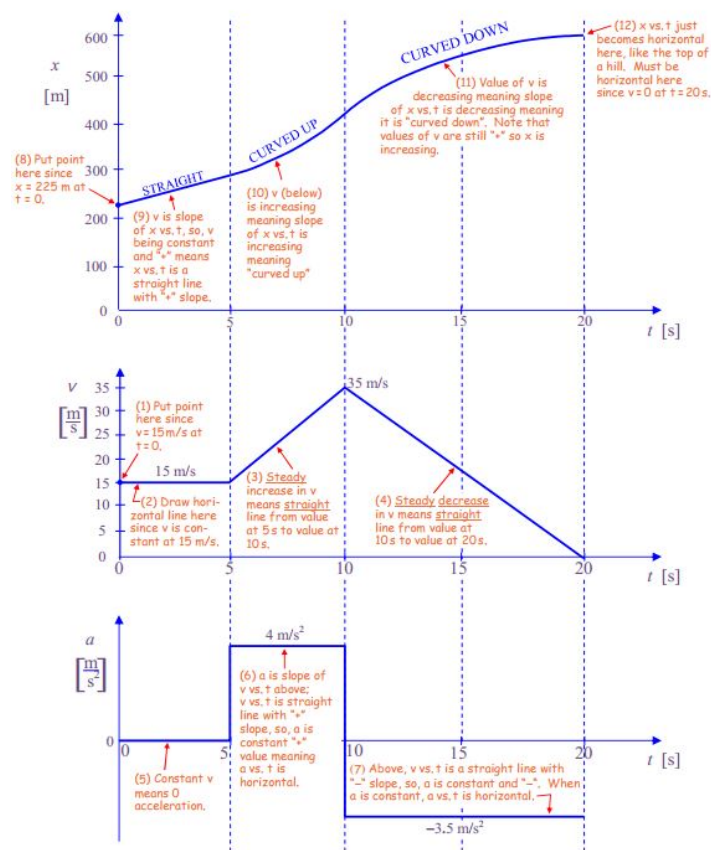 600
x
500
[m]
400
300
200
100
0
0
5
10
15
20
t [s]
STRAIGHT
CURVED UP
CURVED DOWN
(8) Put point
here since
x = 225 m at
t = 0.
(9) v is slope
of x vs. t, so, v
being constant
and "+" means
x vs. t is a
straight line
with "+" slope.
(10) v (below)
is increasing
meaning slope
of x vs. t is
increasing
meaning
"curved up"
(11) Value of v is
decreasing meaning slope
of x vs. t is decreasing meaning
it is "curved down". Note that
values of v are still "+" so x is
increasing.
(12) x vs. t just
becomes horizontal
here, like the top of
a hill. Must be
horizontal here
since v = 0 at t = 20 s.
v
[m/s]
35
30
25
20
15
10
5
0
0
5
10
15
20
t [s]
(1) Put point
here since
v = 15 m/s at
t = 0.
15 m/s
(2) Draw hori-
zontal line here
since v is con-
stant at 15 m/s.
35 m/s
(3) Steady
increase in v
means straight
line from value
at 5 s to value at
10 s.
(4) Steady decrease
in v means straight
line from value at
10 s to value at 20 s.
a
[m/s²]
0
0
5
10
15
20
t [s]
4 m/s²
(5) Constant v
means 0
acceleration.
(6) a is slope of
v vs. t above;
v vs. t is straight
line with "+"
slope, so, a is
constant "+"
value meaning
a vs. t is
horizontal.
(7) Above, v vs. t is a straight line with
"–" slope, so, a is constant and "–". When
a is constant, a vs. t is horizontal.
–3.5 m/s²